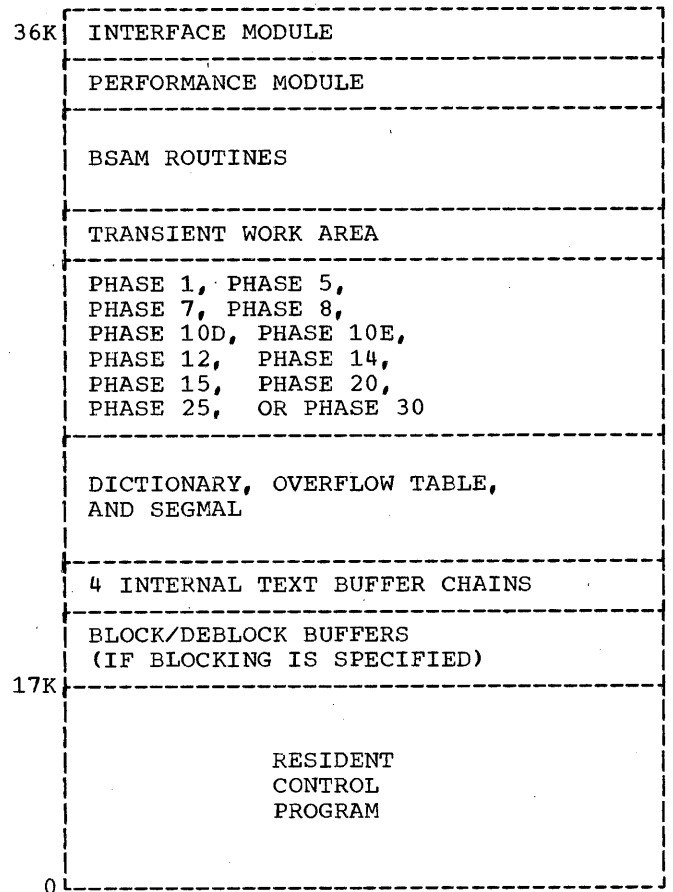 36K INTERFACE MODULE
PERFORMANCE MODULE
BSAM ROUTINES
TRANSIENT WORK AREA
PHASE 1, PHASE 5,
PHASE 7, PHASE 8,
PHASE 10D, PHASE 10E,
PHASE 12, PHASE 14,
PHASE 15, PHASE 20,
PHASE 25, OR PHASE 30
DICTIONARY, OVERFLOW TABLE,
AND SEGMAL
4 INTERNAL TEXT BUFFER CHAINS
BLOCK/DEBLOCK BUFFERS
(IF BLOCKING IS SPECIFIED)
17K
RESIDENT
CONTROL
PROGRAM
0